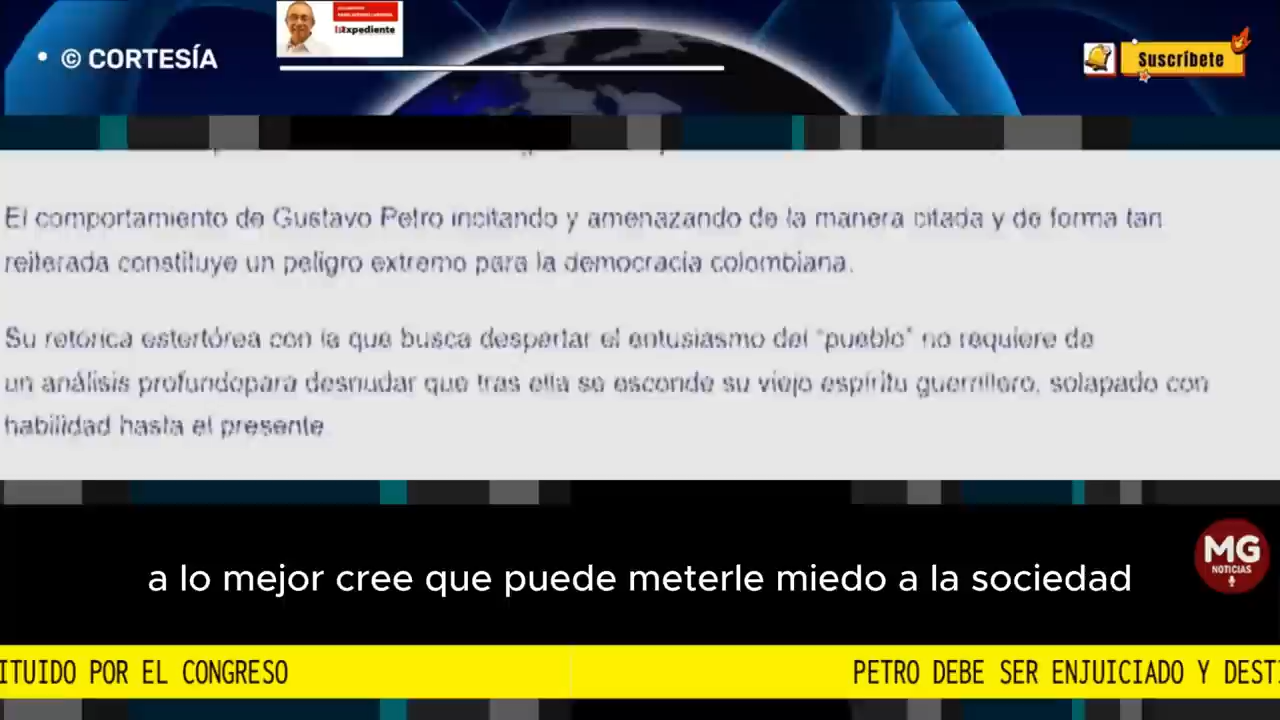 • © CORTESÍA
Expediente
Suscríbete
El comportamiento de Gustavo Petro incitando y amenazando de la manera citada y de forma tan
reiterada constituye un peligro extremo para la democracia colombiana.
Su retórica estertórea con la que busca despertar el entusiasmo del "pueblo" no requiere de
un análisis profundopara desnudar que tras ella se esconde su viejo espíritu guerrillero, solapado con
habilidad hasta el presente
MG
NOTICIAS
a lo mejor cree que puede meterle miedo a la sociedad
ITUIDO POR EL CONGRESO
PETRO DEBE SER ENJUICIADO Y DESTI